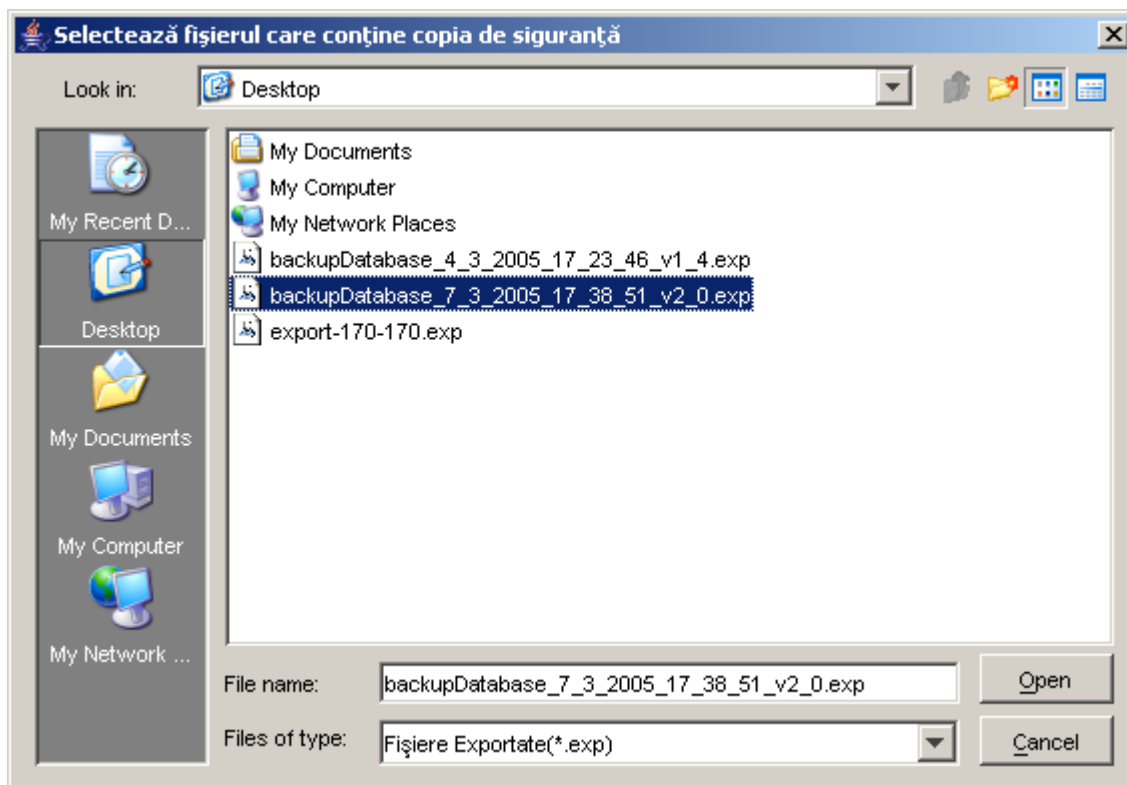 Selectează fişierul care conţine copia de siguranţă
Look in:
Desktop
My Recent D...
Desktop
My Documents
My Computer
My Network ...
My Documents
My Computer
My Network Places
backupDatabase_4_3_2005_17_23_46_v1_4.exp
backupDatabase_7_3_2005_17_38_51_v2_0.exp
export-170-170.exp
File name:
backupDatabase_7_3_2005_17_38_51_v2_0.exp
Open
Files of type:
Fişiere Exportate(*.exp)
Cancel